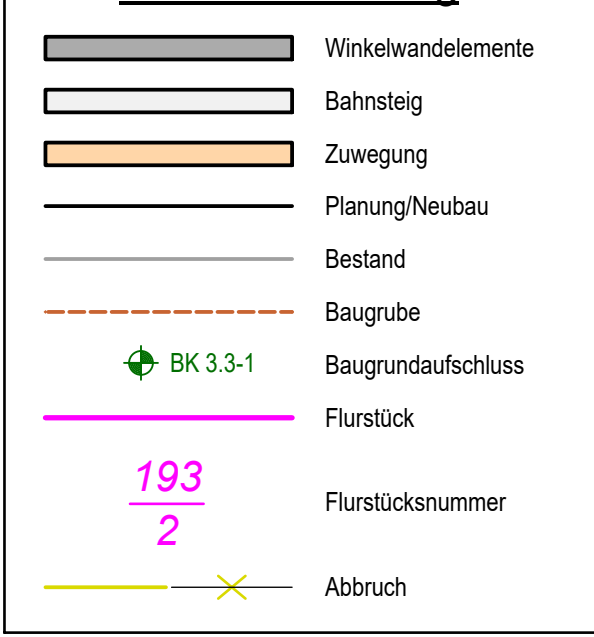 Winkelwandelemente
Bahnsteig
Zuwegung
Planung/Neubau
Bestand
Baugrube
BK 3.3-1 Baugrundaufschluss
Flurstück
193
2
Flurstücksnummer
Abbruch